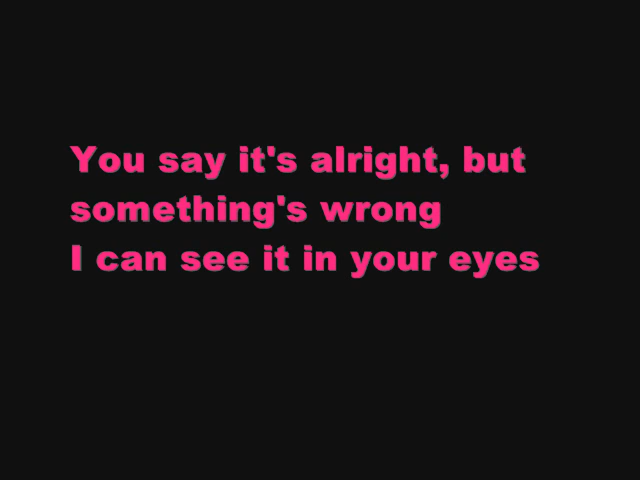 You say it's alright, but
something's wrong
I can see it in your eyes